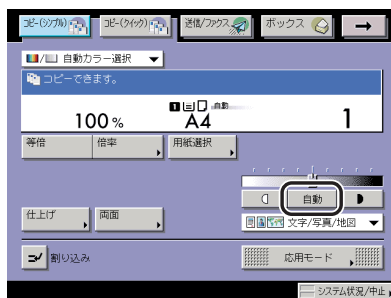 コピー(シンプル) コピー(クイック) 送信/ファクス ボックス
自動カラー選択
コピーできます。
1 自動
100% A4 1
等倍 倍率 用紙選択
自動
仕上げ 両面 文字/写真/地図
割り込み 応用モード
システム状況/中止